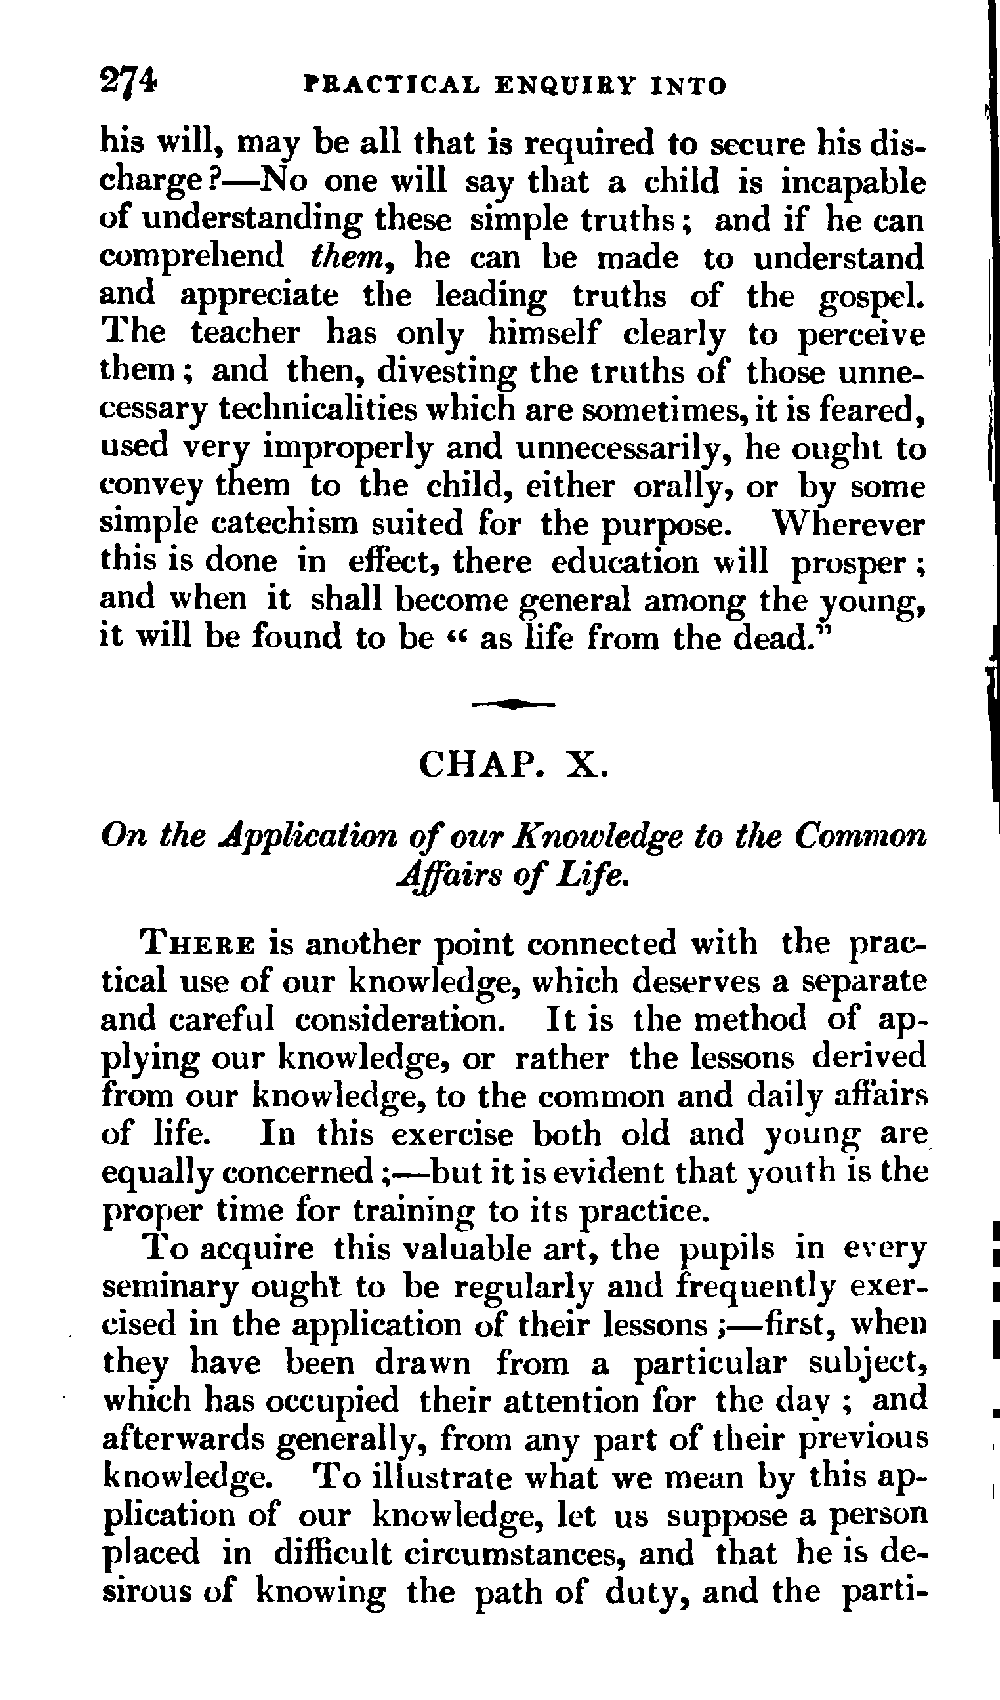 274 PRACTICAL ENQUIRY INTO
his will, may be all that is required to secure his dis-
charge?—No one will say that a child is incapable
of understanding these simple truths; and if he can
comprehend them, he can be made to understand
and appreciate the leading truths of the gospel.
The teacher has only himself clearly to perceive
them; and then, divesting the truths of those unne-
cessary technicalities which are sometimes, it is feared,
used very improperly and unnecessarily, he ought to
convey them to the child, either orally, or by some
simple catechism suited for the purpose. Wherever
this is done in effect, there education will prosper;
and when it shall become general among the young,
it will be found to be “ as life from the dead.”
CHAP. X.
On the Application of our Knowledge to the Common
Affairs of Life.
THERE is another point connected with the prac-
tical use of our knowledge, which deserves a separate
and careful consideration. It is the method of ap-
plying our knowledge, or rather the lessons derived
from our knowledge, to the common and daily affairs
of life. In this exercise both old and young are
equally concerned;—but it is evident that youth is the
proper time for training to its practice.
To acquire this valuable art, the pupils in every
seminary ought to be regularly and frequently exer-
cised in the application of their lessons;—first, when
they have been drawn from a particular subject,
which has occupied their attention for the day; and
afterwards generally, from any part of their previous
knowledge. To illustrate what we mean by this ap-
plication of our knowledge, let us suppose a person
placed in difficult circumstances, and that he is de-
sirous of knowing the path of duty, and the parti-